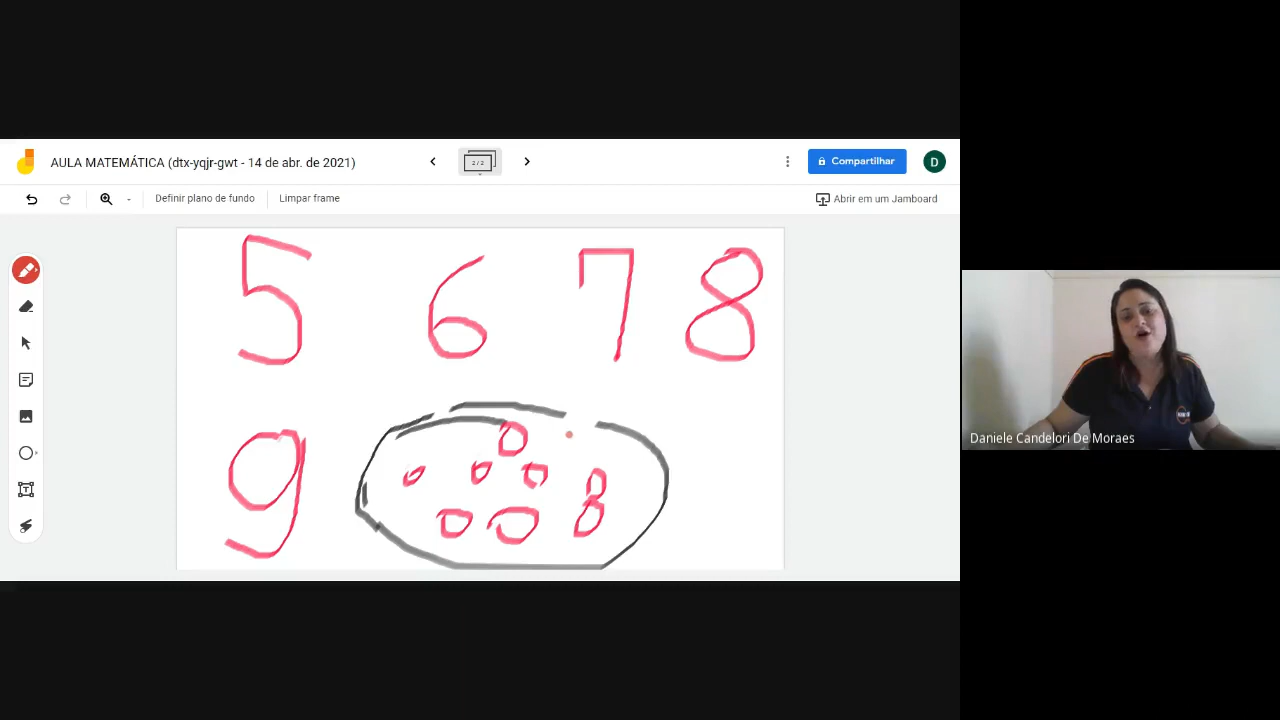 AULA MATEMÁTICA (dtx-yqjr-gwt - 14 de abr. de 2021)
2 / 2
Compartilhar
D
Definir plano de fundo
Limpar frame
Abrir em um Jamboard
5 6 7 8
9
8
Daniele Candelori De Moraes